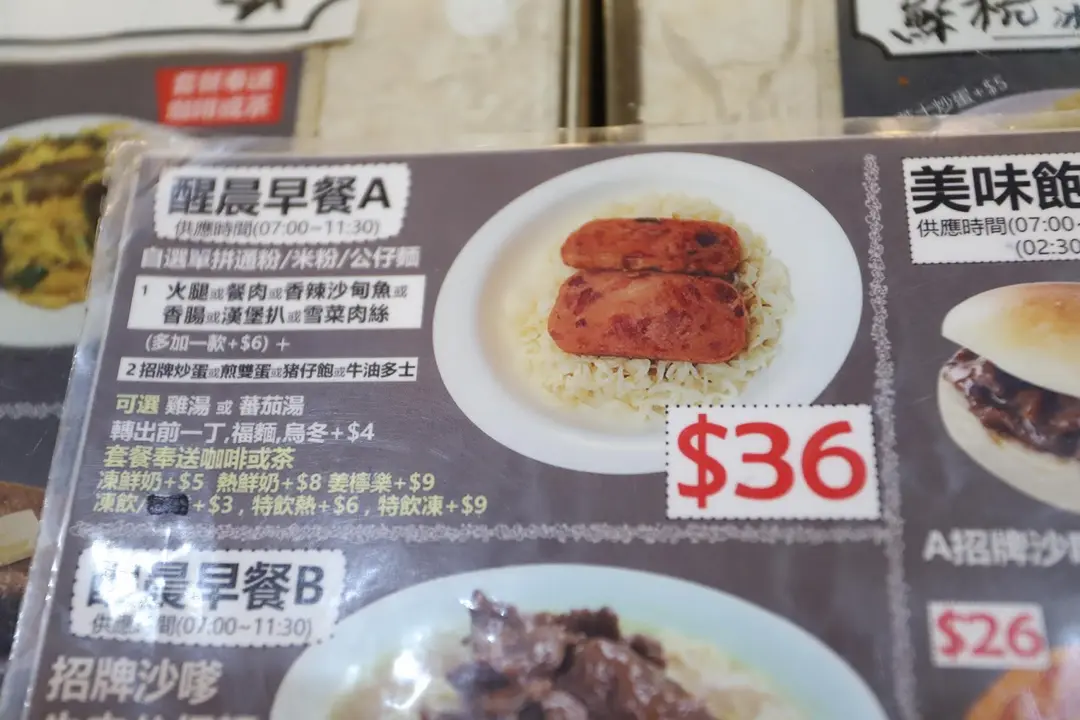 套餐奉送
咖啡或茶
士炒蛋+$5
醒晨早餐A
供應時間(07:00~11:30)
自選單拼通粉/米粉/公仔麵
1 火腿或餐肉或香辣沙甸魚或
香腸或漢堡扒或雪菜肉絲
(多加一款+$6) +
2 招牌炒蛋或煎雙蛋或豬仔飽或牛油多士
可選 雞湯 或 蕃茄湯
轉出前一丁,福麵,烏冬+$4
套餐奉送咖啡或茶
凍鮮奶+$5 熱鮮奶+$8 姜檸樂+$9
凍飲/ +$3 , 特飲熱+$6 , 特飲凍+$9
$36
醒晨早餐B
供應時間(07:00~11:30)
招牌沙嗲
美味飽
供應時間(07:00-
(02:30
A招牌沙
$26